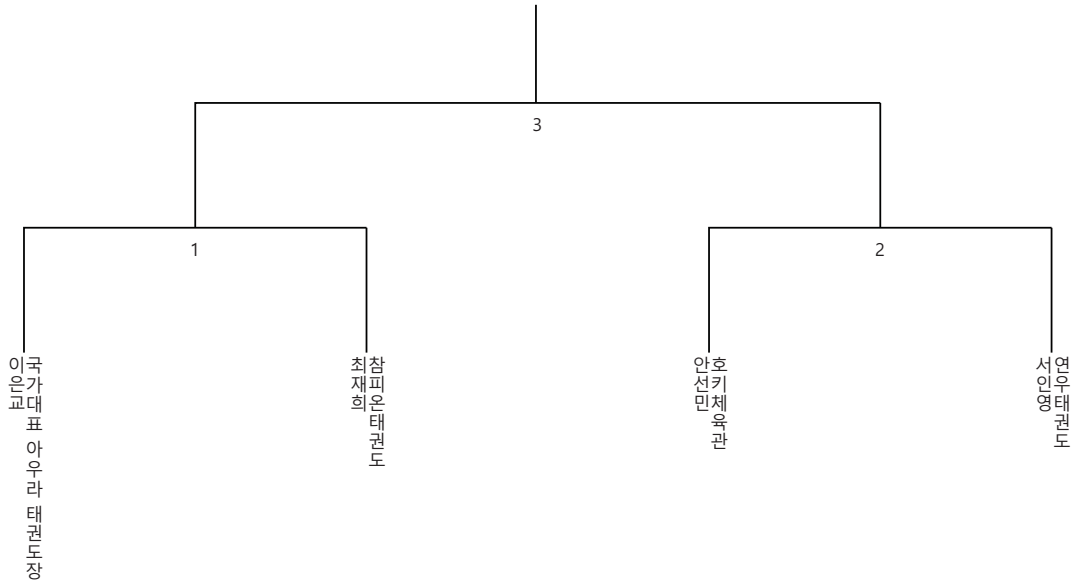 3
1
2
이은교
국가대표 아우라 태권도장
최재희
참피온태권도
안선민
호키체육관
서인영
연우태권도